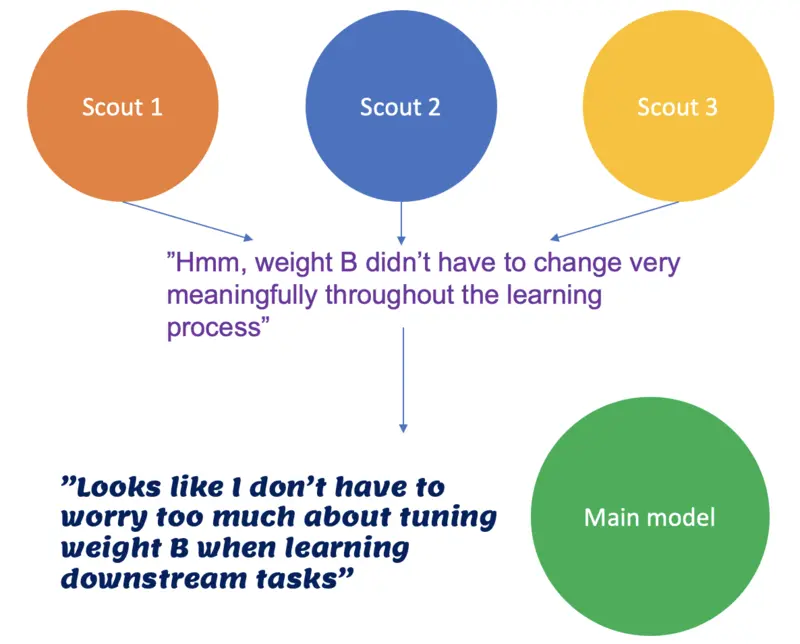 Scout 1
Scout 2
Scout 3
”Hmm, weight B didn’t have to change very
meaningfully throughout the learning
process”
”Looks like I don’t have to
worry too much about tuning
weight B when learning
downstream tasks”
Main model